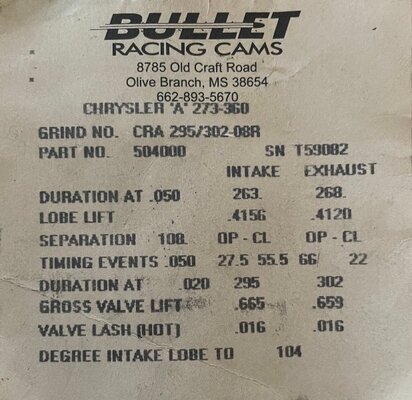 BULLET
RACING CAMS
8785 Old Craft Road
Olive Branch, MS 38654
662-893-5670
CHRYSLER "A" 273-360
GRIND NO. CRA 295/302-08R
PART NO. 504000 SN T59082
INTAKE EXHAUST
DURATION AT .050 263. 268.
LOBE LIFT .4156 .4120
SEPARATION 108. OP - CL OP - CL
TIMING EVENTS .050 27.5 55.5 66/ 22
DURATION AT .020 295 302
GROSS VALVE LIFT .665 .659
VALVE LASH (HOT) .016 .016
DEGREE INTAKE LOBE TO 104